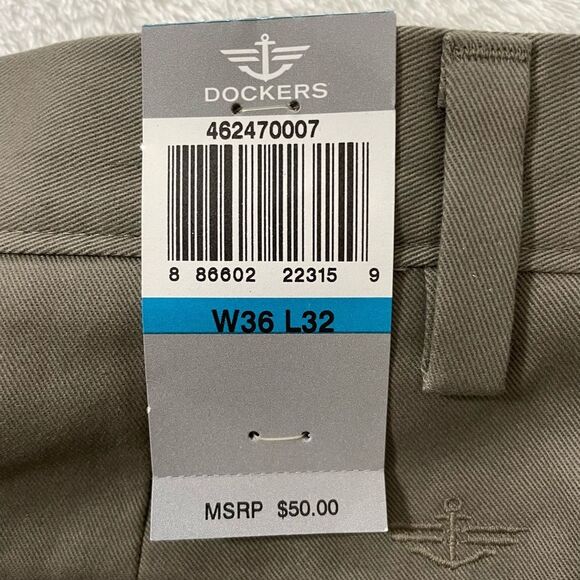 DOCKERS
462470007
8 86602 22315 9
W36 L32
MSRP $50.00